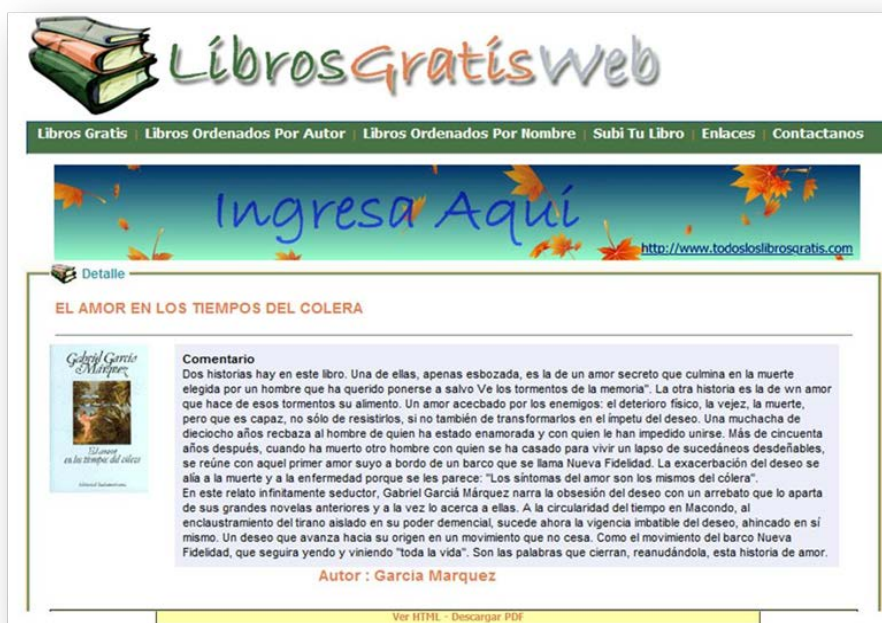 LibrosGratisWeb
Libros Gratis | Libros Ordenados Por Autor | Libros Ordenados Por Nombre | Subi Tu Libro | Enlaces | Contactanos
Ingresa Aquí
http://www.todosloslibrosgratis.com
Detalle
EL AMOR EN LOS TIEMPOS DEL COLERA
Gabriel García
Márquez
El amor
en los tiempos del cólera
Editorial Sudamericana
Comentario
Dos historias hay en este libro. Una de ellas, apenas esbozada, es la de un amor secreto que culmina en la muerte
elegida por un hombre que ha querido ponerse a salvo Ve los tormentos de la memoria". La otra historia es la de wn amor
que hace de esos tormentos su alimento. Un amor acecbado por los enemigos: el deterioro físico, la vejez, la muerte,
pero que es capaz, no sólo de resistirlos, si no también de transformarlos en el ímpetu del deseo. Una muchacha de
dieciocho años recbaza al hombre de quien ha estado enamorada y con quien le han impedido unirse. Más de cincuenta
años después, cuando ha muerto otro hombre con quien se ha casado para vivir un lapso de sucedáneos desdeñables,
se reúne con aquel primer amor suyo a bordo de un barco que se llama Nueva Fidelidad. La exacerbación del deseo se
alía a la muerte y a la enfermedad porque se les parece: "Los síntomas del amor son los mismos del cólera".
En este relato infinitamente seductor, Gabriel Garciá Márquez narra la obsesión del deseo con un arrebato que lo aparta
de sus grandes novelas anteriores y a la vez lo acerca a ellas. A la circularidad del tiempo en Macondo, al
enclaustramiento del tirano aislado en su poder demencial, sucede ahora la vigencia imbatible del deseo, ahincado en sí
mismo. Un deseo que avanza hacia su origen en un movimiento que no cesa. Como el movimiento del barco Nueva
Fidelidad, que seguira yendo y viniendo "toda la vida". Son las palabras que cierran, reanudándola, esta historia de amor.
Autor : Garcia Marquez
Ver HTML - Descargar PDF